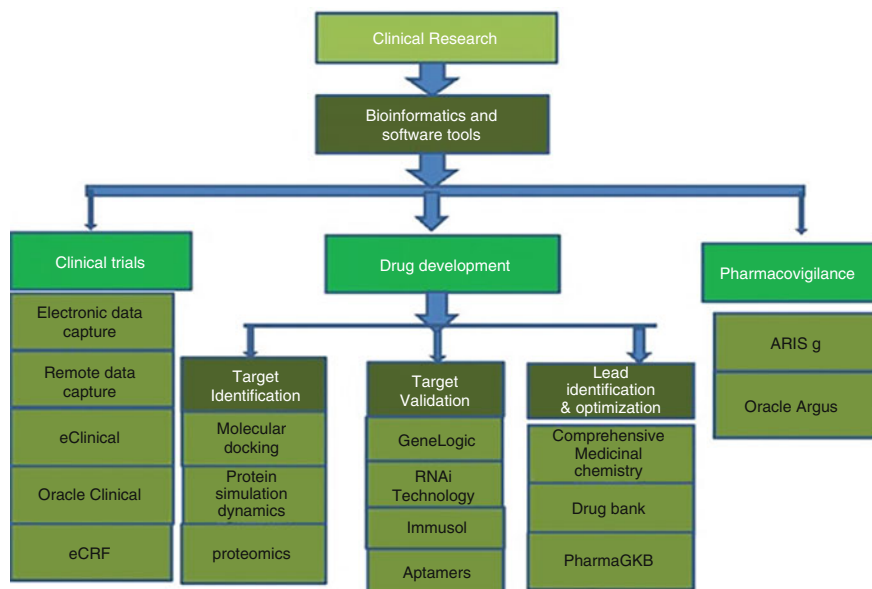 Clinical Research
Bioinformatics and
software tools
Clinical trials
Electronic data
capture
Remote data
capture
eClinical
Oracle Clinical
eCRF
Drug development
Target
Identification
Molecular
docking
Protein
simulation
dynamics
proteomics
Target
Validation
GeneLogic
RNAi
Technology
Immusol
Aptamers
Lead
identification
& optimization
Comprehensive
Medicinal
chemistry
Drug bank
PharmaGKB
Pharmacovigilance
ARIS g
Oracle Argus